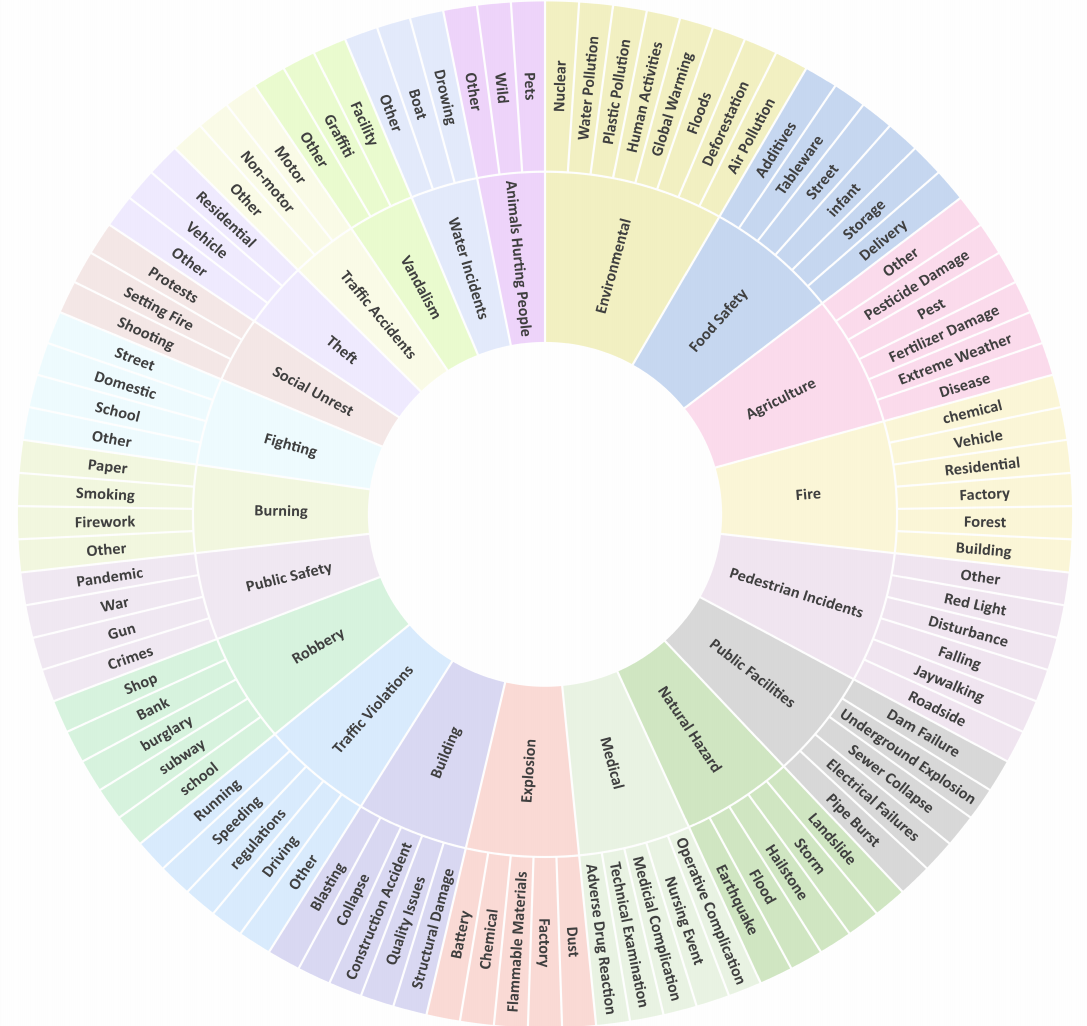 Environmental
Nuclear
Water Pollution
Plastic Pollution
Human Activities
Global Warming
Floods
Deforestation
Air Pollution
Food Safety
Additives
Tableware
Street
infant
Storage
Delivery
Agriculture
Other
Pesticide Damage
Pest
Fertilizer Damage
Extreme Weather
Disease
Fire
chemical
Vehicle
Residential
Factory
Forest
Building
Pedestrian Incidents
Other
Red Light
Disturbance
Falling
Jaywalking
Roadside
Public Facilities
Dam Failure
Underground Explosion
Sewer Collapse
Electrical Failures
Pipe Burst
Natural Hazard
Landslide
Storm
Hailstone
Flood
Earthquake
Medical
Operative Complication
Nursing Event
Medicial Complication
Technical Examination
Adverse Drug Reaction
Explosion
Dust
Factory
Flammable Materials
Chemical
Battery
Building
Structural Damage
Quality Issues
Construction Accident
Collapse
Blasting
Traffic Violations
Other
Driving
regulations
Speeding
Running
Robbery
school
subway
burglary
Bank
Shop
Public Safety
Crimes
Gun
War
Pandemic
Burning
Other
Firework
Smoking
Paper
Fighting
Other
School
Domestic
Street
Social Unrest
Shooting
Setting Fire
Protests
Theft
Other
Vehicle
Residential
Traffic Accidents
Other
Non-motor
Motor
Vandalism
Other
Graffiti
Facility
Water Incidents
Other
Boat
Drowing
Animals Hurting People
Other
Wild
Pets